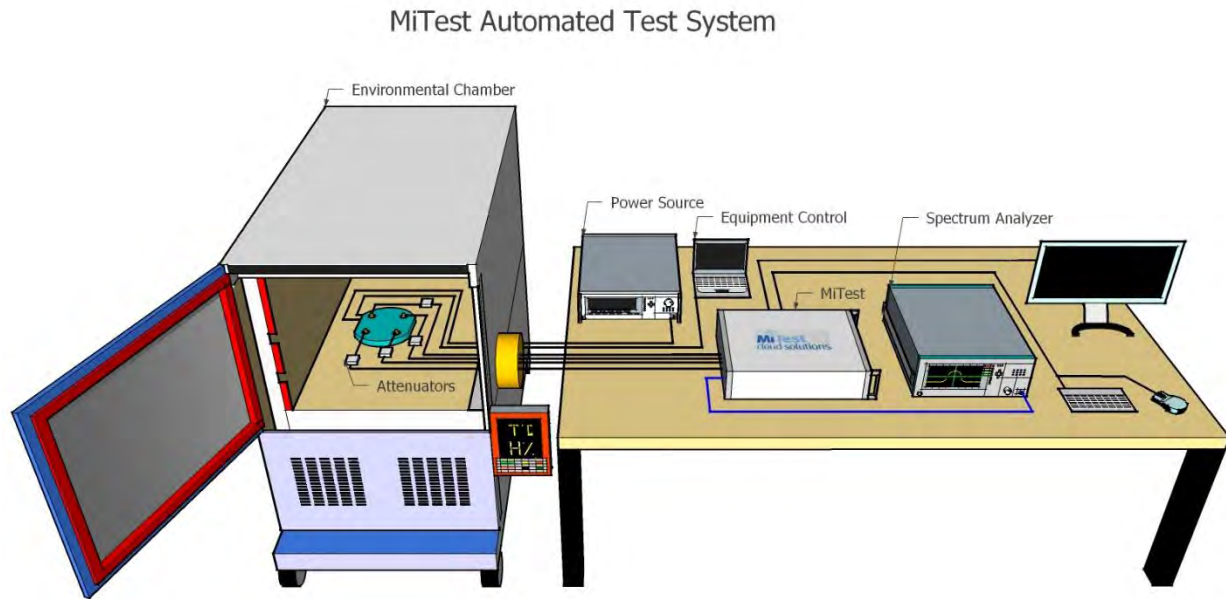 MiTest Automated Test System
Environmental Chamber
Power Source
Equipment Control
Spectrum Analyzer
MiTest
MiTest
cloud solutions
Attenuators
T°C
H%